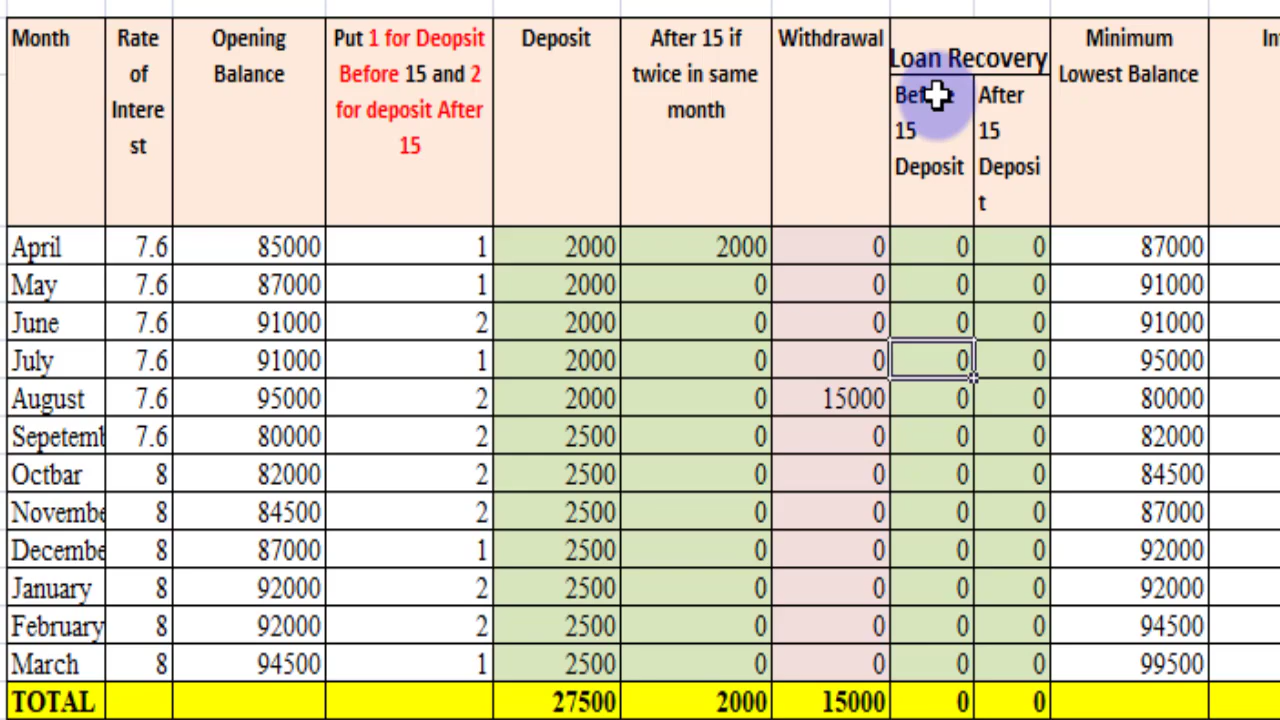 Month Rate of Interest Opening Balance Put 1 for Deopsit Before 15 and 2 for deposit After 15 Deposit After 15 if twice in same month Withdrawal Loan Recovery Before 15 Deposit After 15 Deposit Minimum Lowest Balance In
April 7.6 85000 1 2000 2000 0 0 0 87000
May 7.6 87000 1 2000 0 0 0 0 91000
June 7.6 91000 2 2000 0 0 0 0 91000
July 7.6 91000 1 2000 0 0 0 0 95000
August 7.6 95000 2 2000 0 15000 0 0 80000
Sepetemb 7.6 80000 2 2500 0 0 0 0 82000
Octbar 8 82000 2 2500 0 0 0 0 84500
Novembe 8 84500 2 2500 0 0 0 0 87000
Decembe 8 87000 1 2500 0 0 0 0 92000
January 8 92000 2 2500 0 0 0 0 92000
February 8 92000 2 2500 0 0 0 0 94500
March 8 94500 1 2500 0 0 0 0 99500
TOTAL 27500 2000 15000 0 0